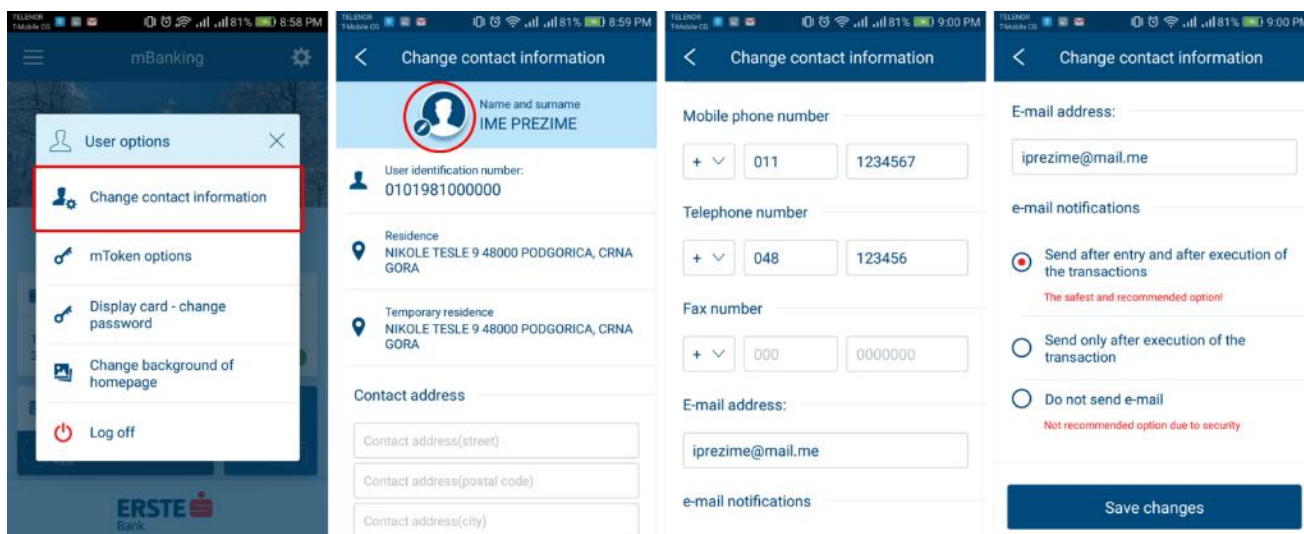 TELENOR
T-Mobile CG
81%
8:58 PM
mBanking
User options
Change contact information
mToken options
Display card - change
password
Change background of
homepage
Log off
ERSTE
Bank
TELENOR
T-Mobile CG
81%
8:59 PM
Change contact information
Name and surname
IME PREZIME
User identification number:
0101981000000
Residence
NIKOLE TESLE 9 48000 PODGORICA, CRNA
GORA
Temporary residence
NIKOLE TESLE 9 48000 PODGORICA, CRNA
GORA
Contact address
Contact address(street)
Contact address(postal code)
Contact address(city)
TELENOR
T-Mobile CG
81%
9:00 PM
Change contact information
Mobile phone number
+ 011 1234567
Telephone number
+ 048 123456
Fax number
+ 000 0000000
E-mail address:
iprezime@mail.me
e-mail notifications
TELENOR
T-Mobile CG
81%
9:00 PM
Change contact information
E-mail address:
iprezime@mail.me
e-mail notifications
Send after entry and after execution of
the transactions
The safest and recommended option!
Send only after execution of the
transaction
Do not send e-mail
Not recommended option due to security
Save changes